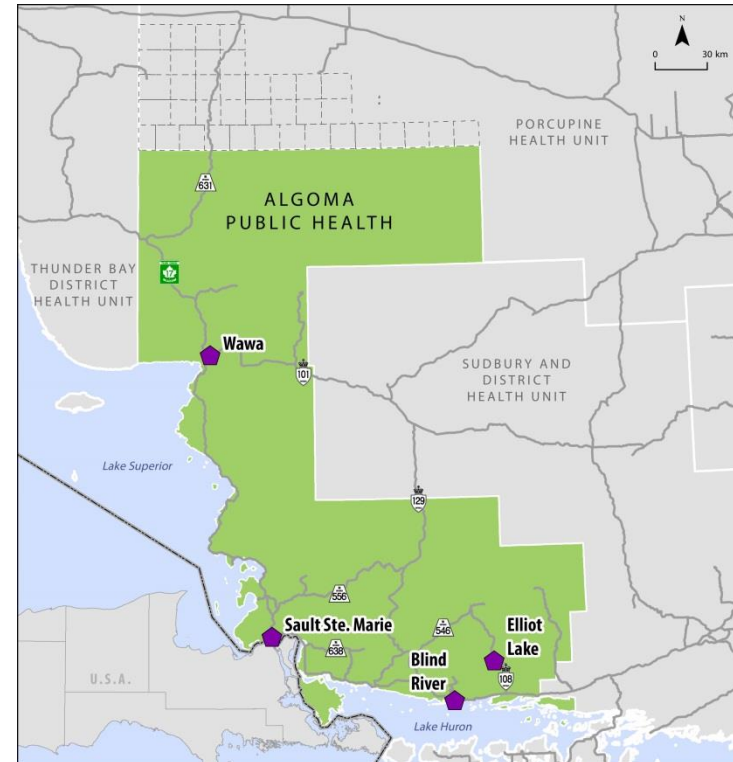 N
0 30 km
PORCUPINE
HEALTH UNIT
631
ALGOMA
PUBLIC HEALTH
THUNDER BAY
DISTRICT
HEALTH UNIT
17
Wawa
101
SUDBURY AND
DISTRICT
HEALTH UNIT
Lake Superior
129
556
Sault Ste. Marie
638
546
Elliot
Lake
Blind
River
108
U.S.A.
Lake Huron